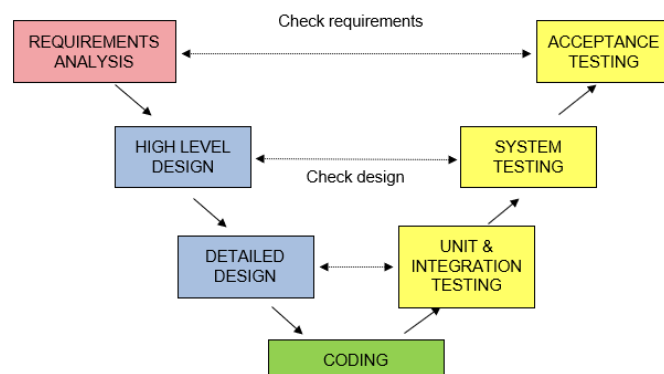 Check requirements
REQUIREMENTS
ANALYSIS
ACCEPTANCE
TESTING
HIGH LEVEL
DESIGN
SYSTEM
TESTING
Check design
DETAILED
DESIGN
UNIT &
INTEGRATION
TESTING
CODING